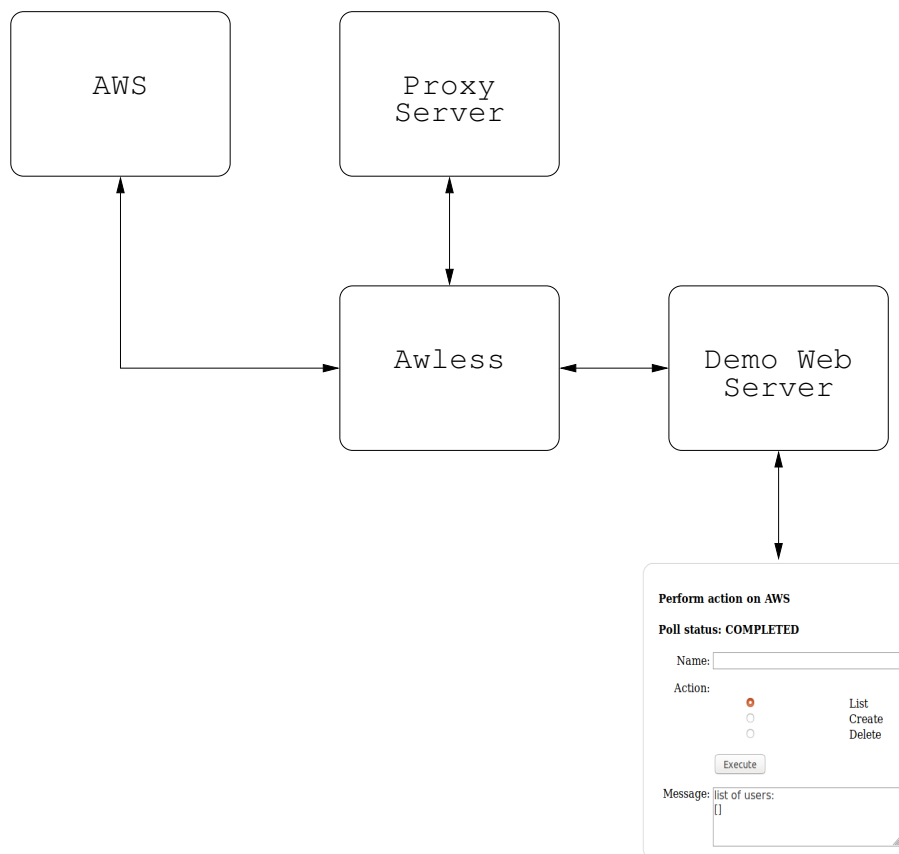 AWS
Proxy
Server
Awless
Demo Web
Server
Perform action on AWS
Poll status: COMPLETED
Name:
Action:
List
Create
Delete
Execute
Message: list of users:
[]